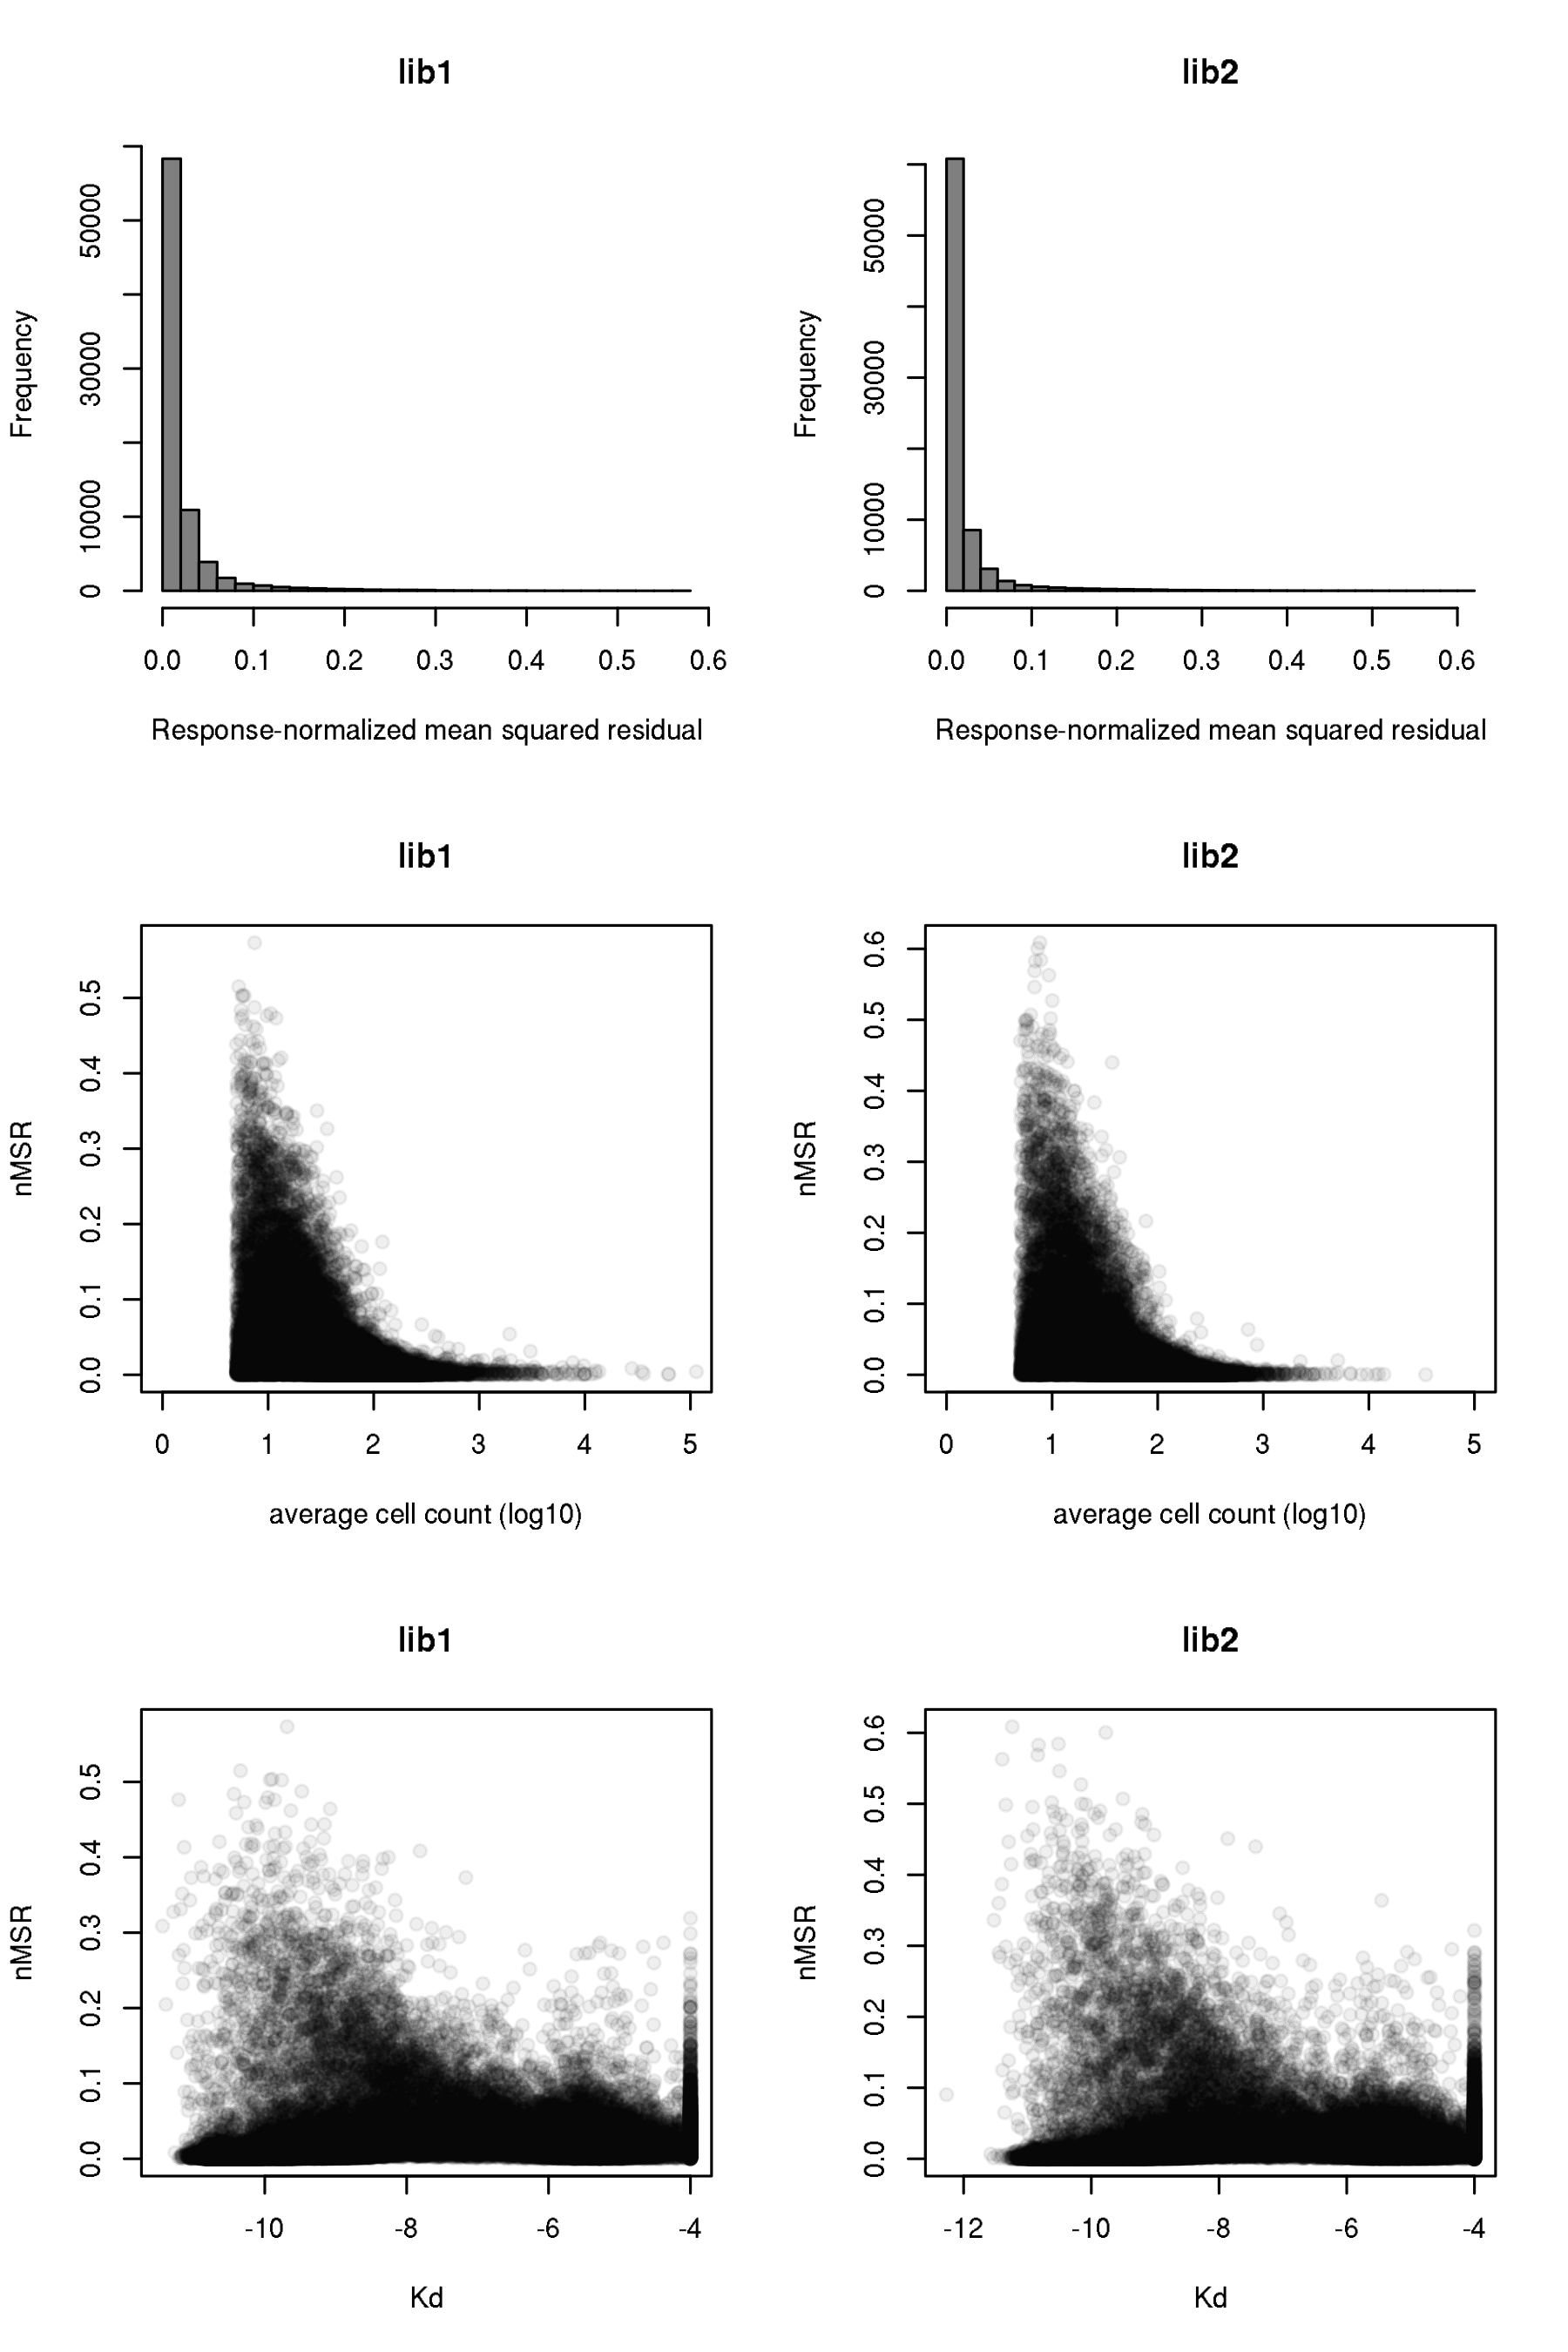 lib1
lib2
Frequency
50000
30000
10000
0
0.0 0.1 0.2 0.3 0.4 0.5 0.6
Response-normalized mean squared residual
Frequency
50000
30000
10000
0
0.0 0.1 0.2 0.3 0.4 0.5 0.6
Response-normalized mean squared residual
lib1
lib2
nMSR
0.5
0.4
0.3
0.2
0.1
0.0
0 1 2 3 4 5
average cell count (log10)
nMSR
0.6
0.5
0.4
0.3
0.2
0.1
0.0
0 1 2 3 4 5
average cell count (log10)
lib1
lib2
nMSR
0.5
0.4
0.3
0.2
0.1
0.0
-10 -8 -6 -4
Kd
nMSR
0.6
0.5
0.4
0.3
0.2
0.1
0.0
-12 -10 -8 -6 -4
Kd